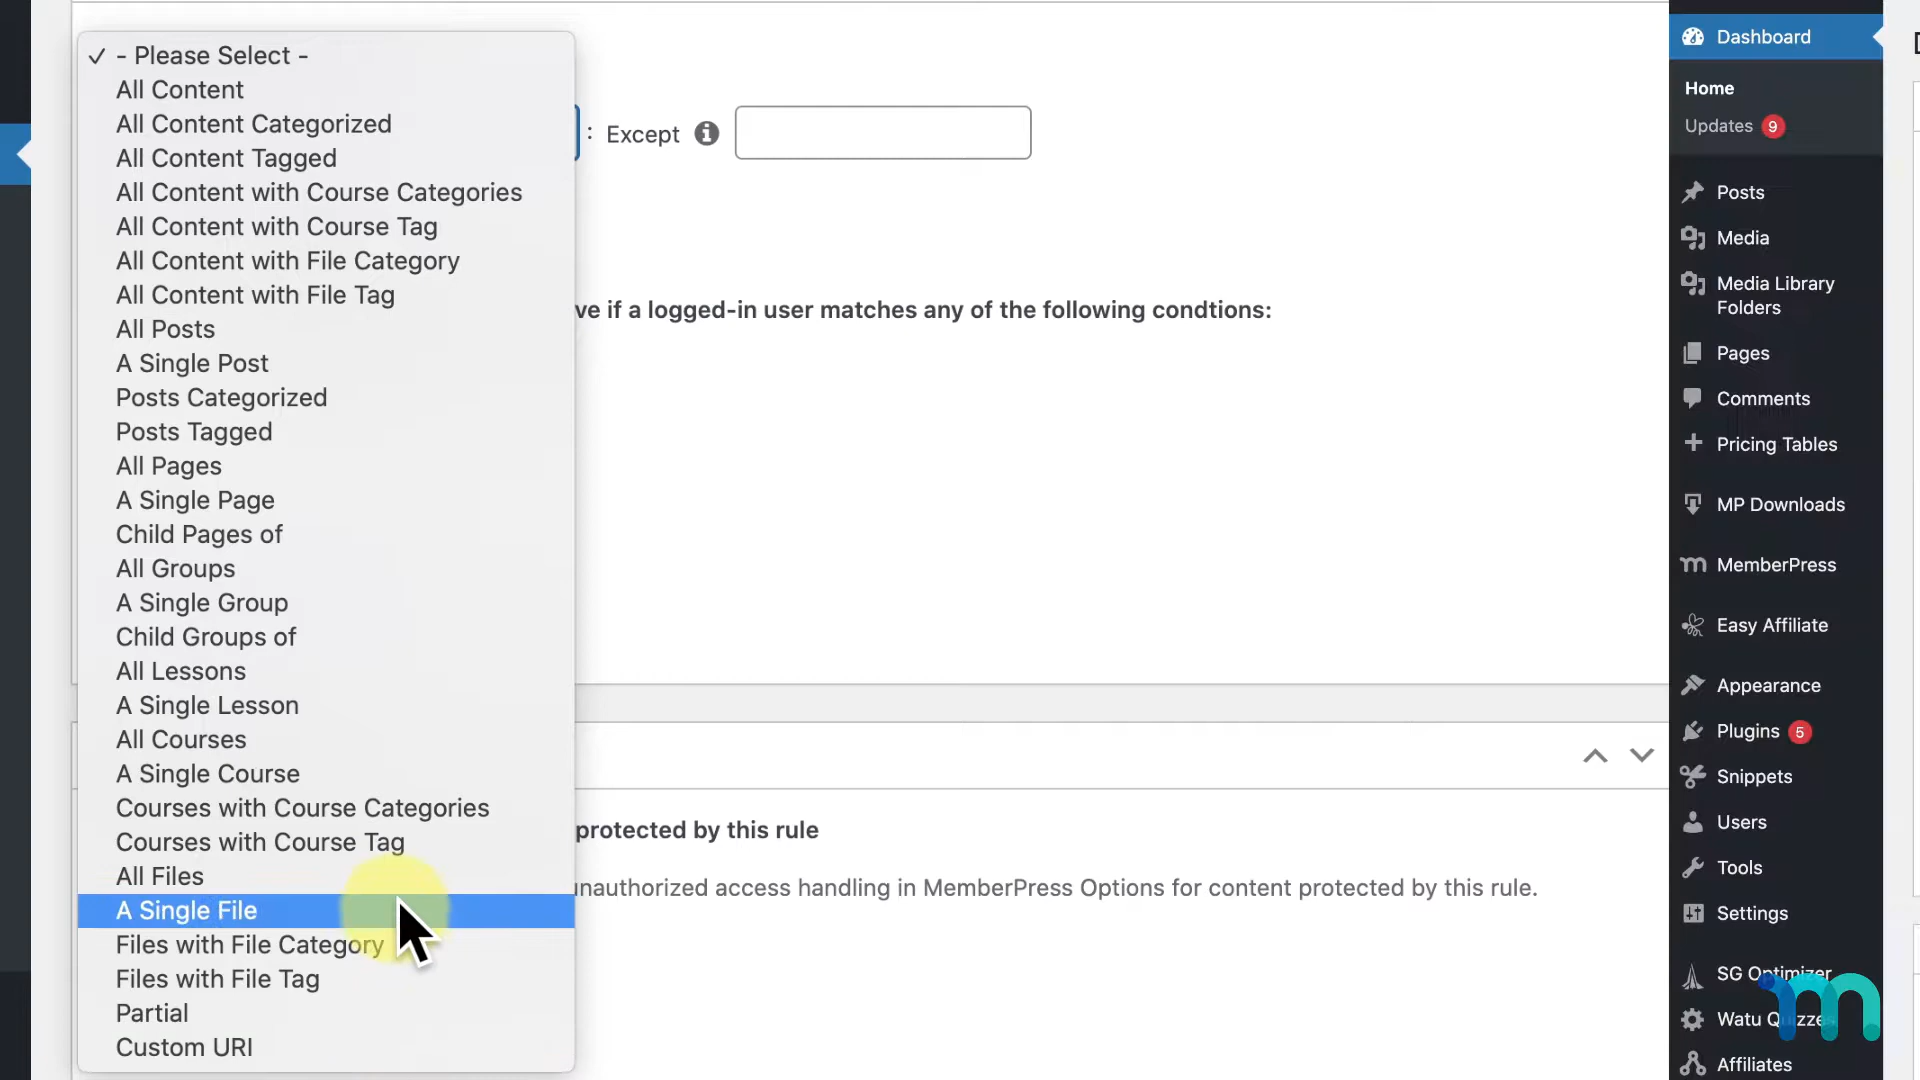 ✓ - Please Select -
All Content
All Content Categorized
All Content Tagged
All Content with Course Categories
All Content with Course Tag
All Content with File Category
All Content with File Tag
All Posts
A Single Post
Posts Categorized
Posts Tagged
All Pages
A Single Page
Child Pages of
All Groups
A Single Group
Child Groups of
All Lessons
A Single Lesson
All Courses
A Single Course
Courses with Course Categories
Courses with Course Tag
All Files
A Single File
Files with File Category
Files with File Tag
Partial
Custom URI
: Except
ve if a logged-in user matches any of the following condtions:
protected by this rule
unauthorized access handling in MemberPress Options for content protected by this rule.
Dashboard
Home
Updates 9
Posts
Media
Media Library
Folders
Pages
Comments
Pricing Tables
MP Downloads
MemberPress
Easy Affiliate
Appearance
Plugins 5
Snippets
Users
Tools
Settings
SG Optimizer
Watu Quizzes
Affiliates